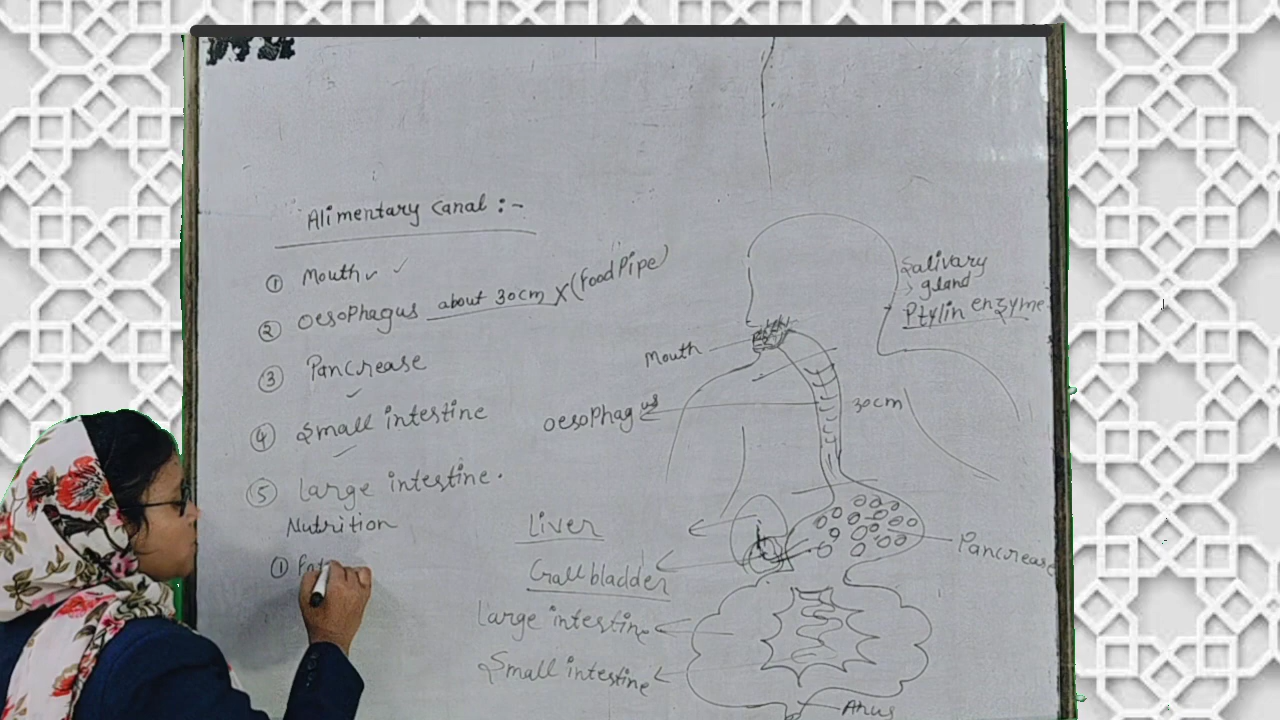 Alimentary Canal :-
① Mouth
② Oesophagus about 30cm (Food Pipe)
③ Pancrease
④ Small intestine
⑤ large intestine.
Nutrition
①
Salivary
gland
Ptylin enzyme
Mouth
Oesophagus
30cm
Liver
Grall bladder
Pancrease
large intestine
Small intestine
Anus